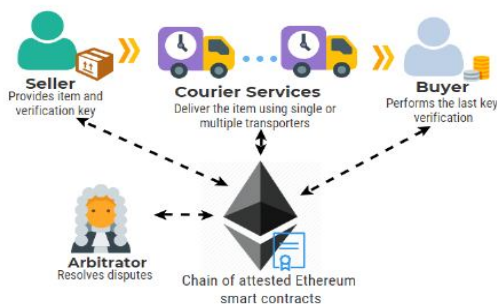 Seller
Provides item and
verification key
Courier Services
Deliver the item using single or
multiple transporters
Buyer
Performs the last key
verification
Arbitrator
Resolves disputes
Chain of attested Ethereum
smart contracts